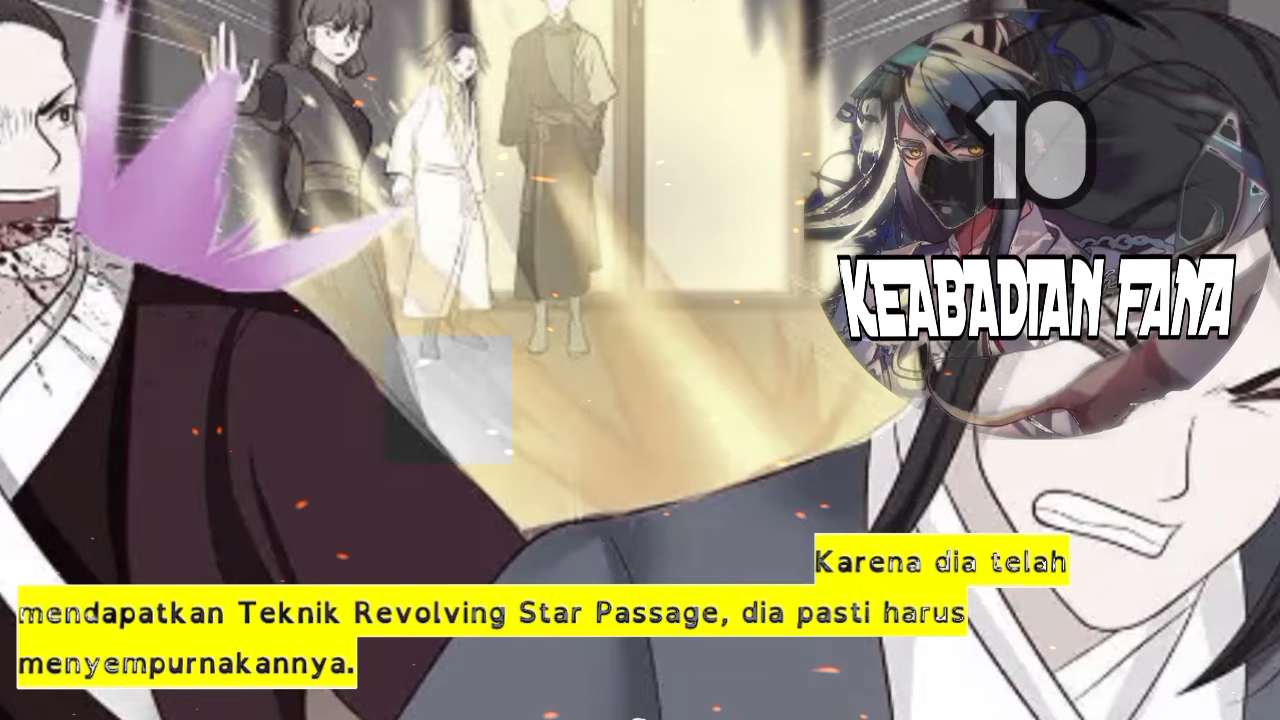 10
KEABADIAN FANA
Karena dia telah
mendapatkan Teknik Revolving Star Passage, dia pasti harus
menyempurnakannya.